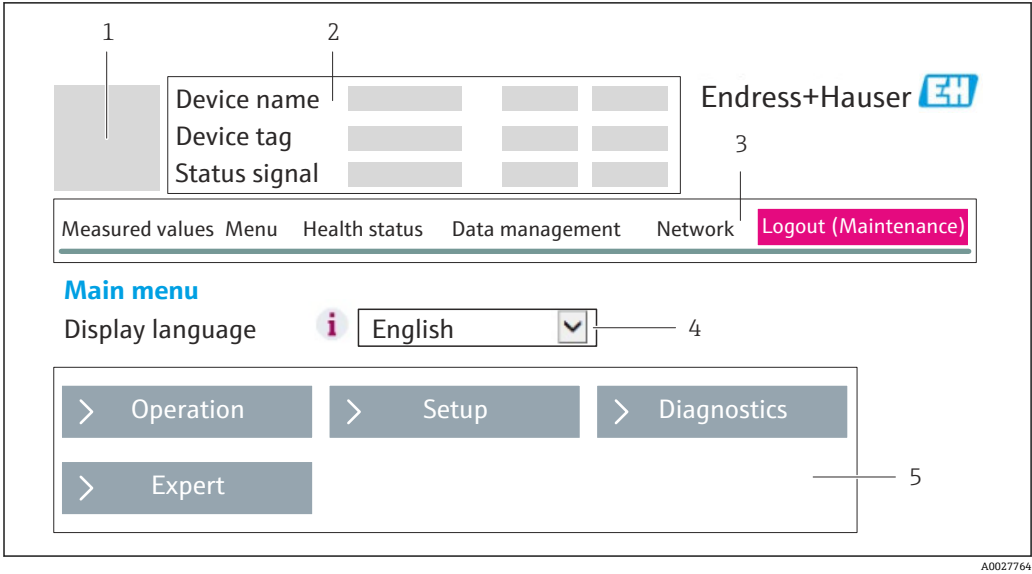 1
2
Device name
Endress+Hauser EH
Device tag
3
Status signal
Measured values Menu Health status Data management Network Logout (Maintenance)
Main menu
Display language i English 4
> Operation > Setup > Diagnostics
> Expert 5
A0027764